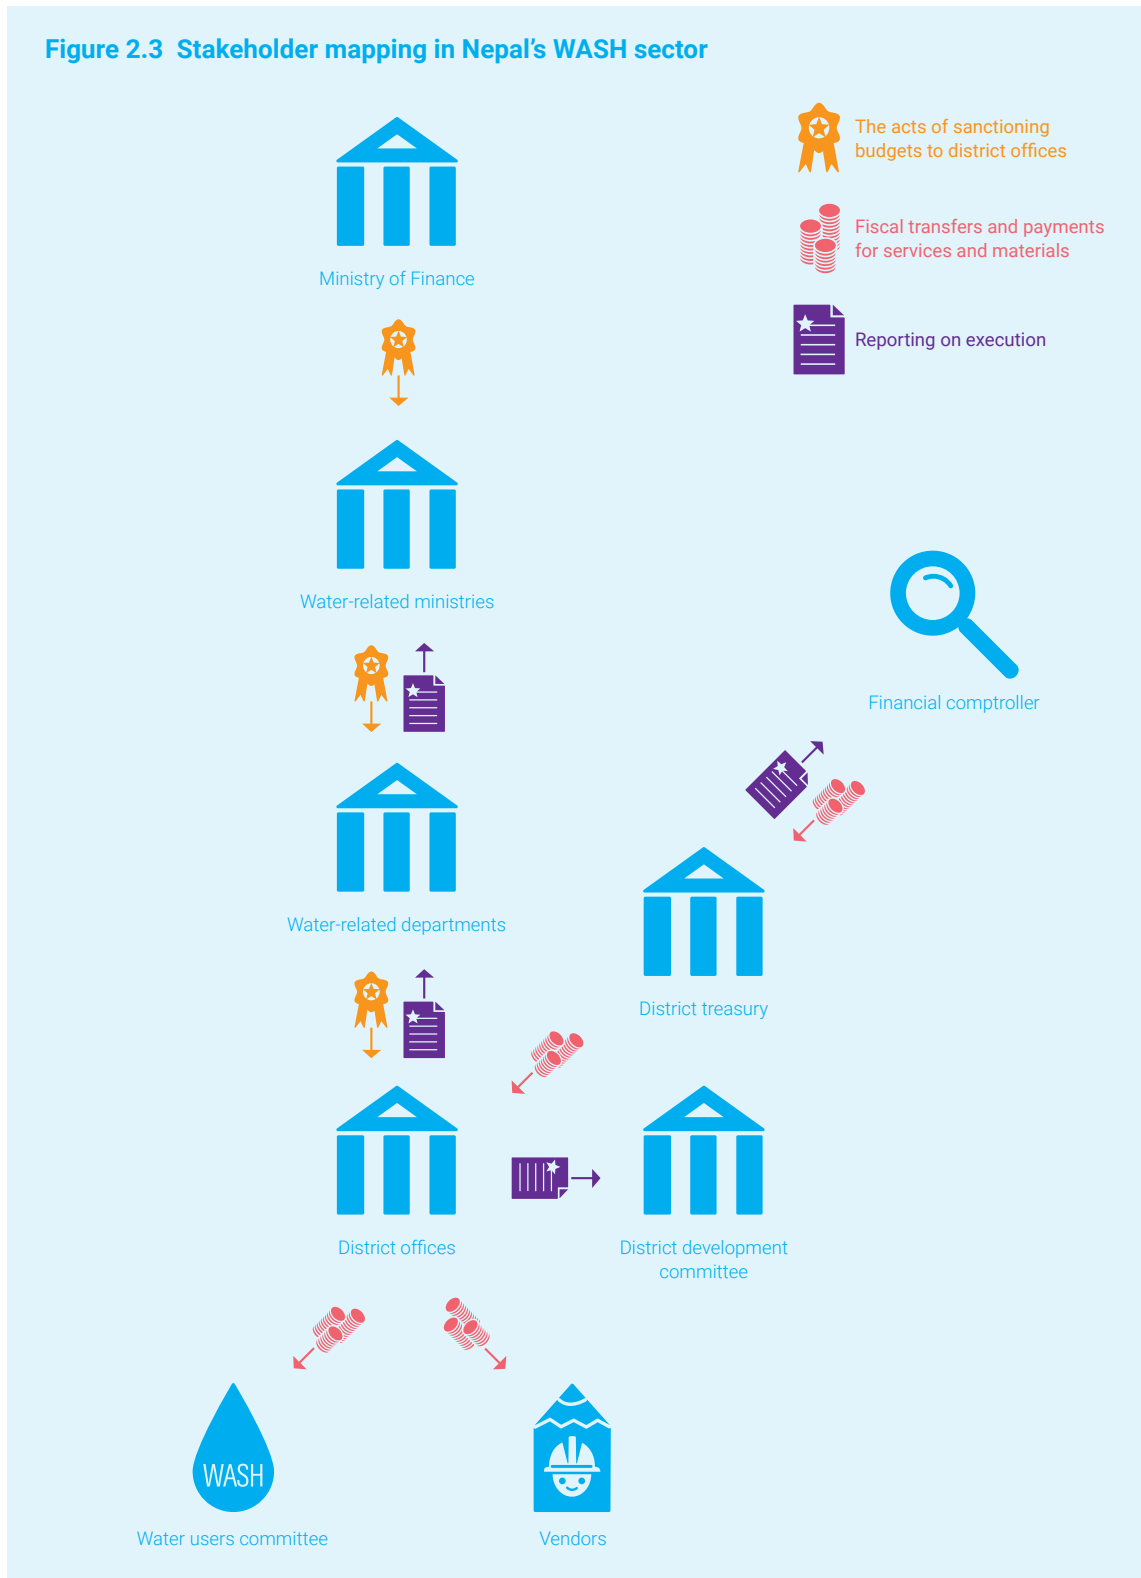 Figure 2.3 Stakeholder mapping in Nepal’s WASH sector
The acts of sanctioning
budgets to district offices
Fiscal transfers and payments
for services and materials
Reporting on execution
Ministry of Finance
Water-related ministries
Financial comptroller
Water-related departments
District treasury
District offices
District development
committee
WASH
Water users committee
Vendors